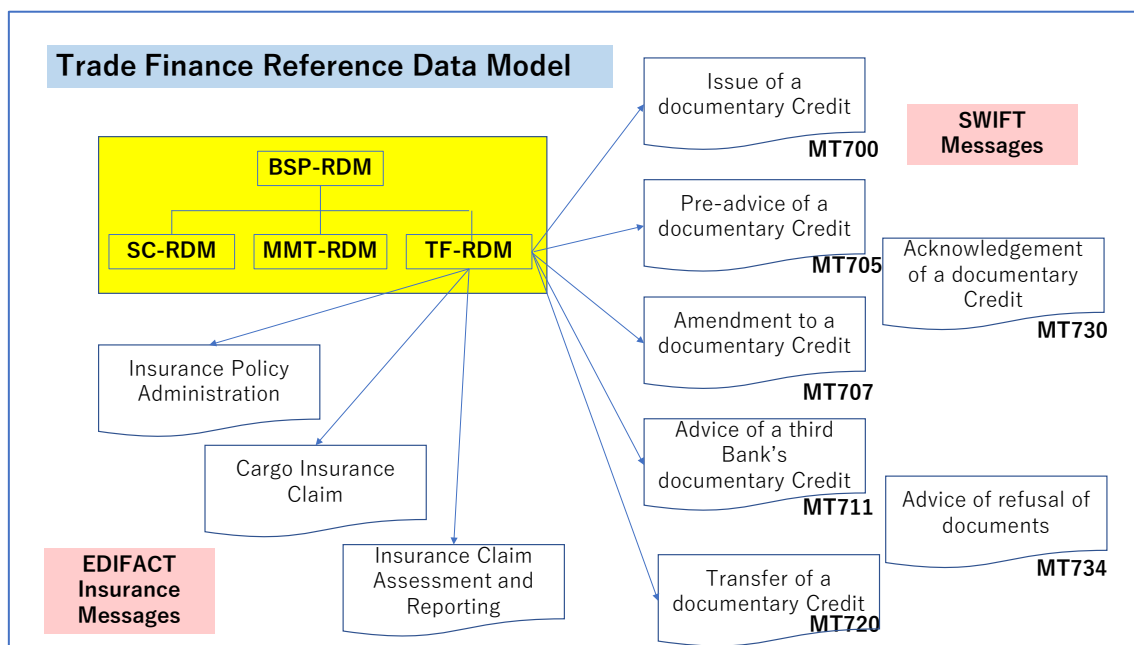 Trade Finance Reference Data Model
BSP-RDM
SC-RDM
MMT-RDM
TF-RDM
Insurance Policy
Administration
Cargo Insurance
Claim
Insurance Claim
Assessment and
Reporting
EDIFACT
Insurance
Messages
Issue of a
documentary Credit
MT700
SWIFT
Messages
Pre-advice of a
documentary Credit
MT705
Acknowledgement
of a documentary
Credit
MT730
Amendment to a
documentary Credit
MT707
Advice of a third
Bank’s
documentary Credit
MT711
Advice of refusal of
documents
MT734
Transfer of a
documentary Credit
MT720